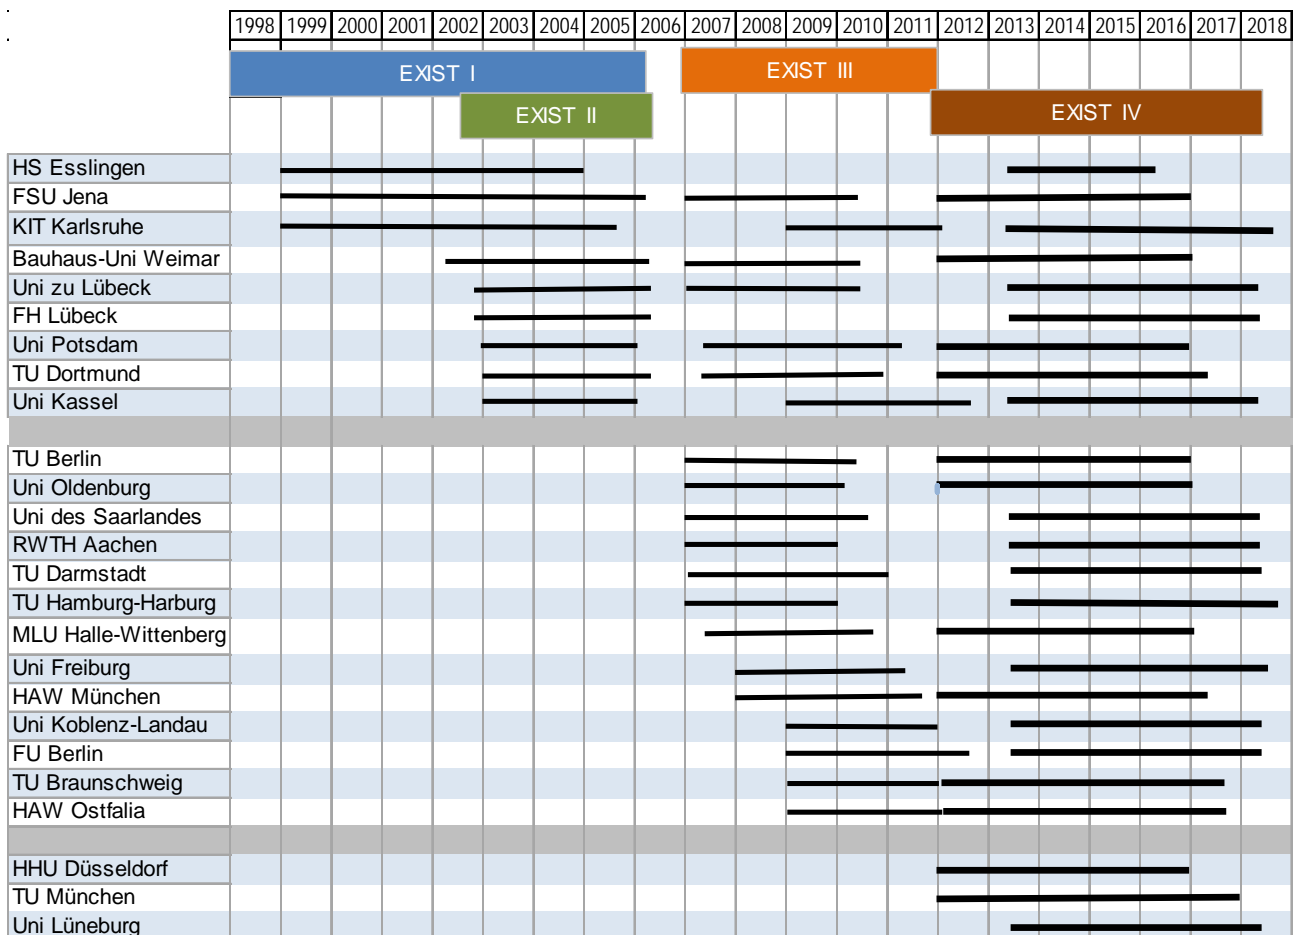 1998 1999 2000 2001 2002 2003 2004 2005 2006 2007 2008 2009 2010 2011 2012 2013 2014 2015 2016 2017 2018
EXIST I
EXIST III
EXIST II
EXIST IV
HS Esslingen
FSU Jena
KIT Karlsruhe
Bauhaus-Uni Weimar
Uni zu Lübeck
FH Lübeck
Uni Potsdam
TU Dortmund
Uni Kassel
TU Berlin
Uni Oldenburg
Uni des Saarlandes
RWTH Aachen
TU Darmstadt
TU Hamburg-Harburg
MLU Halle-Wittenberg
Uni Freiburg
HAW München
Uni Koblenz-Landau
FU Berlin
TU Braunschweig
HAW Ostfalia
HHU Düsseldorf
TU München
Uni Lüneburg